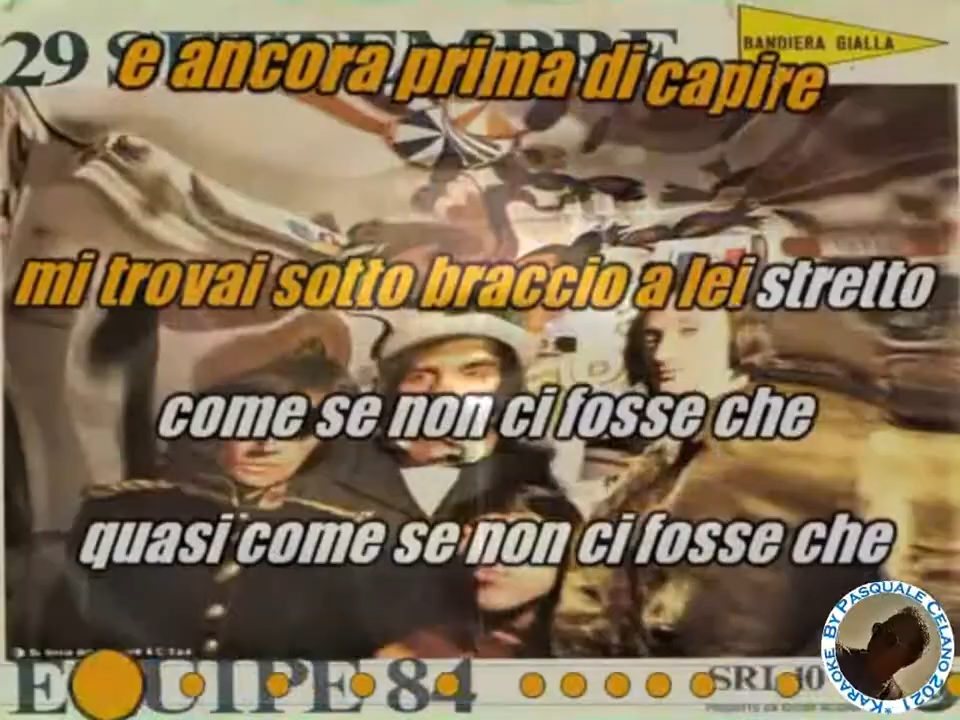 29 SETTEMBRE
BANDIERA GIALLA
e ancora prima di capire
mi trovai sotto braccio a lei stretto
come se non ci fosse che
quasi come se non ci fosse che
EQUIPE 84
SRL 10
KARAOKE BY PASQUALE CELANO 2021 *